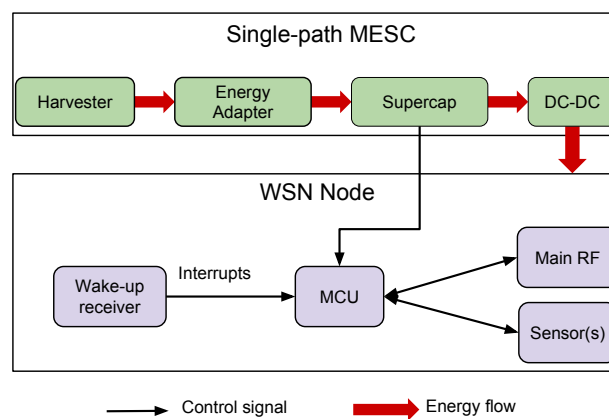 Single-path MESC
Harvester
Energy
Adapter
Supercap
DC-DC
WSN Node
Wake-up
receiver
Interrupts
MCU
Main RF
Sensor(s)
Control signal
Energy flow